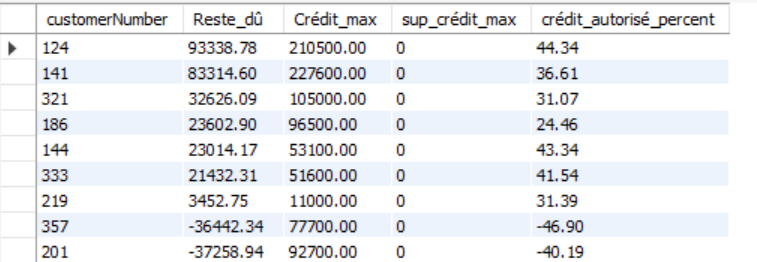 customerNumber Reste_dû Crédit_max sup_crédit_max crédit_autorisé_percent
124 93338.78 210500.00 0 44.34
141 83314.60 227600.00 0 36.61
321 32626.09 105000.00 0 31.07
186 23602.90 96500.00 0 24.46
144 23014.17 53100.00 0 43.34
333 21432.31 51600.00 0 41.54
219 3452.75 11000.00 0 31.39
357 -36442.34 77700.00 0 -46.90
201 -37258.94 92700.00 0 -40.19